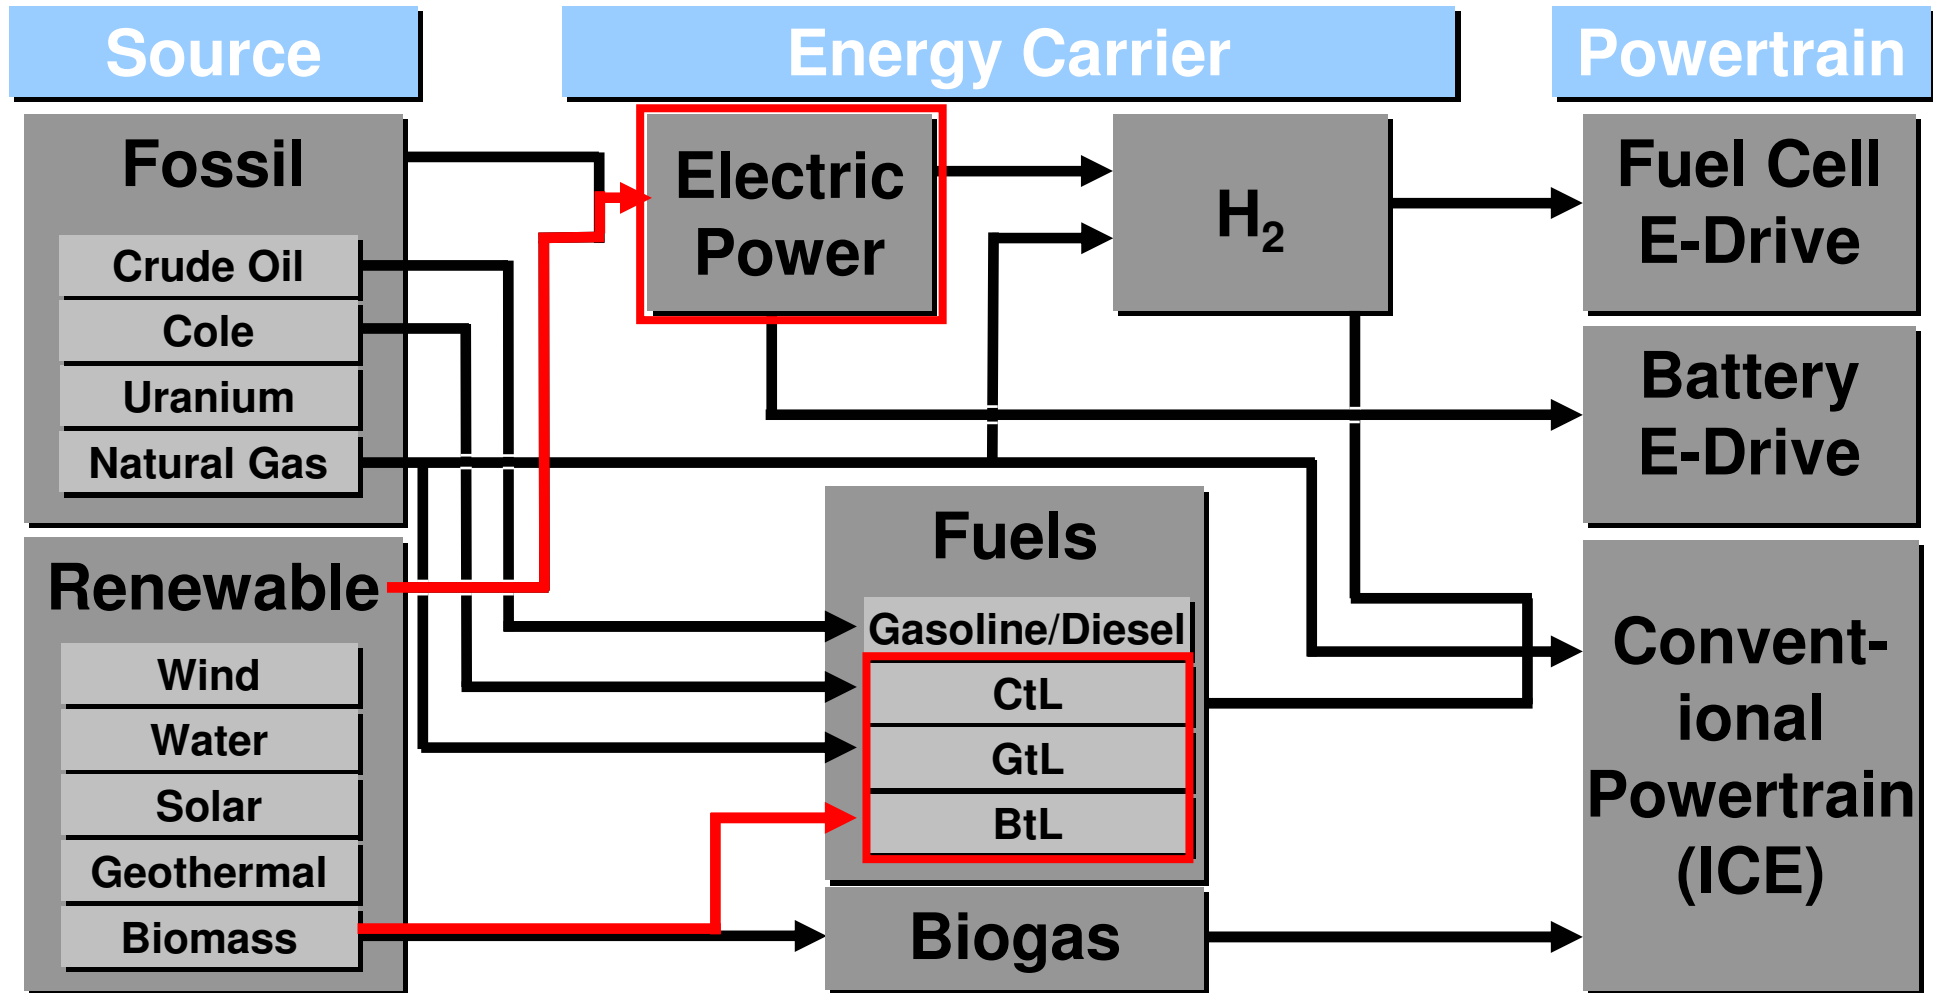 Source
Energy Carrier
Powertrain
Fossil
Crude Oil
Cole
Uranium
Natural Gas
Renewable
Wind
Water
Solar
Geothermal
Biomass
Electric
Power
H₂
Fuels
Gasoline/Diesel
CtL
GtL
BtL
Biogas
Fuel Cell
E-Drive
Battery
E-Drive
Convent-
ional
Powertrain
(ICE)